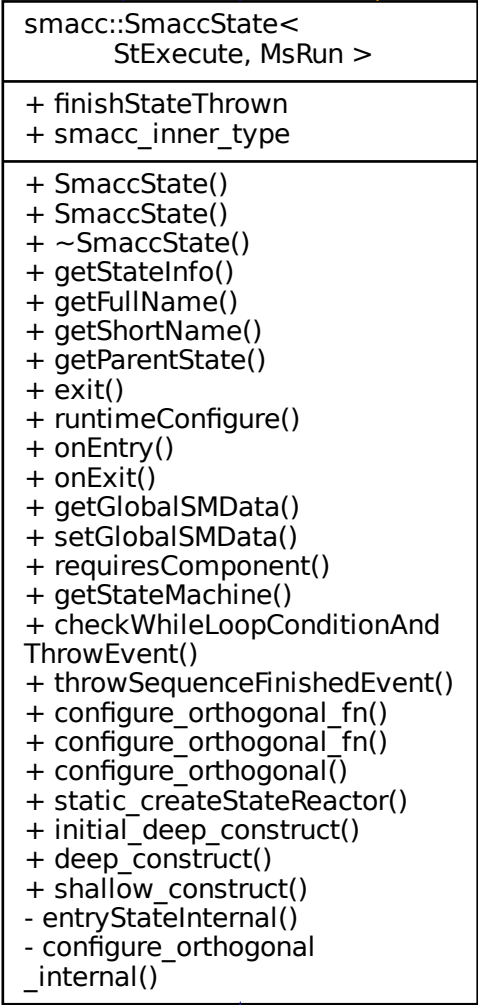 smacc::SmaccState<
StExecute, MsRun >
+ finishStateThrown
+ smacc_inner_type
+ SmaccState()
+ SmaccState()
+ ~SmaccState()
+ getStateInfo()
+ getFullName()
+ getShortName()
+ getParentState()
+ exit()
+ runtimeConfigure()
+ onEntry()
+ onExit()
+ getGlobalSMData()
+ setGlobalSMData()
+ requiresComponent()
+ getStateMachine()
+ checkWhileLoopConditionAnd
ThrowEvent()
+ throwSequenceFinishedEvent()
+ configure_orthogonal_fn()
+ configure_orthogonal_fn()
+ configure_orthogonal()
+ static_createStateReactor()
+ initial_deep_construct()
+ deep_construct()
+ shallow_construct()
- entryStateInternal()
- configure_orthogonal
_internal()